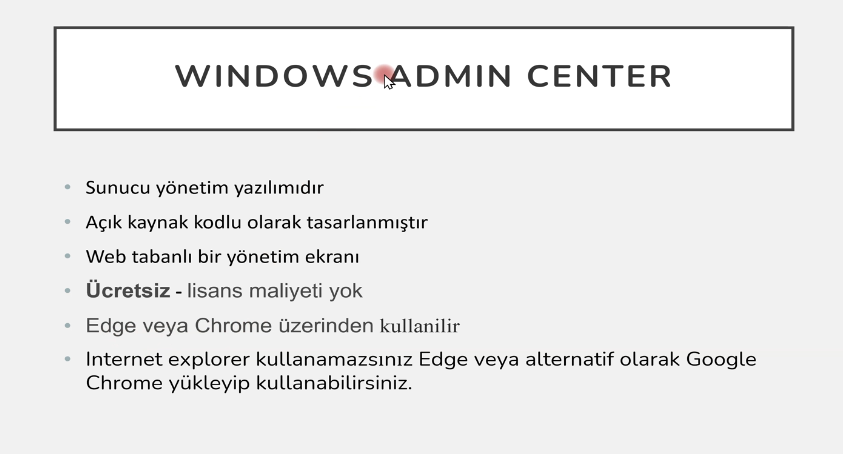 WINDOWS ADMIN CENTER
• Sunucu yönetim yazılımıdır
• Açık kaynak kodlu olarak tasarlanmıştır
• Web tabanlı bir yönetim ekranı
• Ücretsiz - lisans maliyeti yok
• Edge veya Chrome üzerinden kullanilir
• Internet explorer kullanamazsınız Edge veya alternatif olarak Google
Chrome yükleyip kullanabilirsiniz.